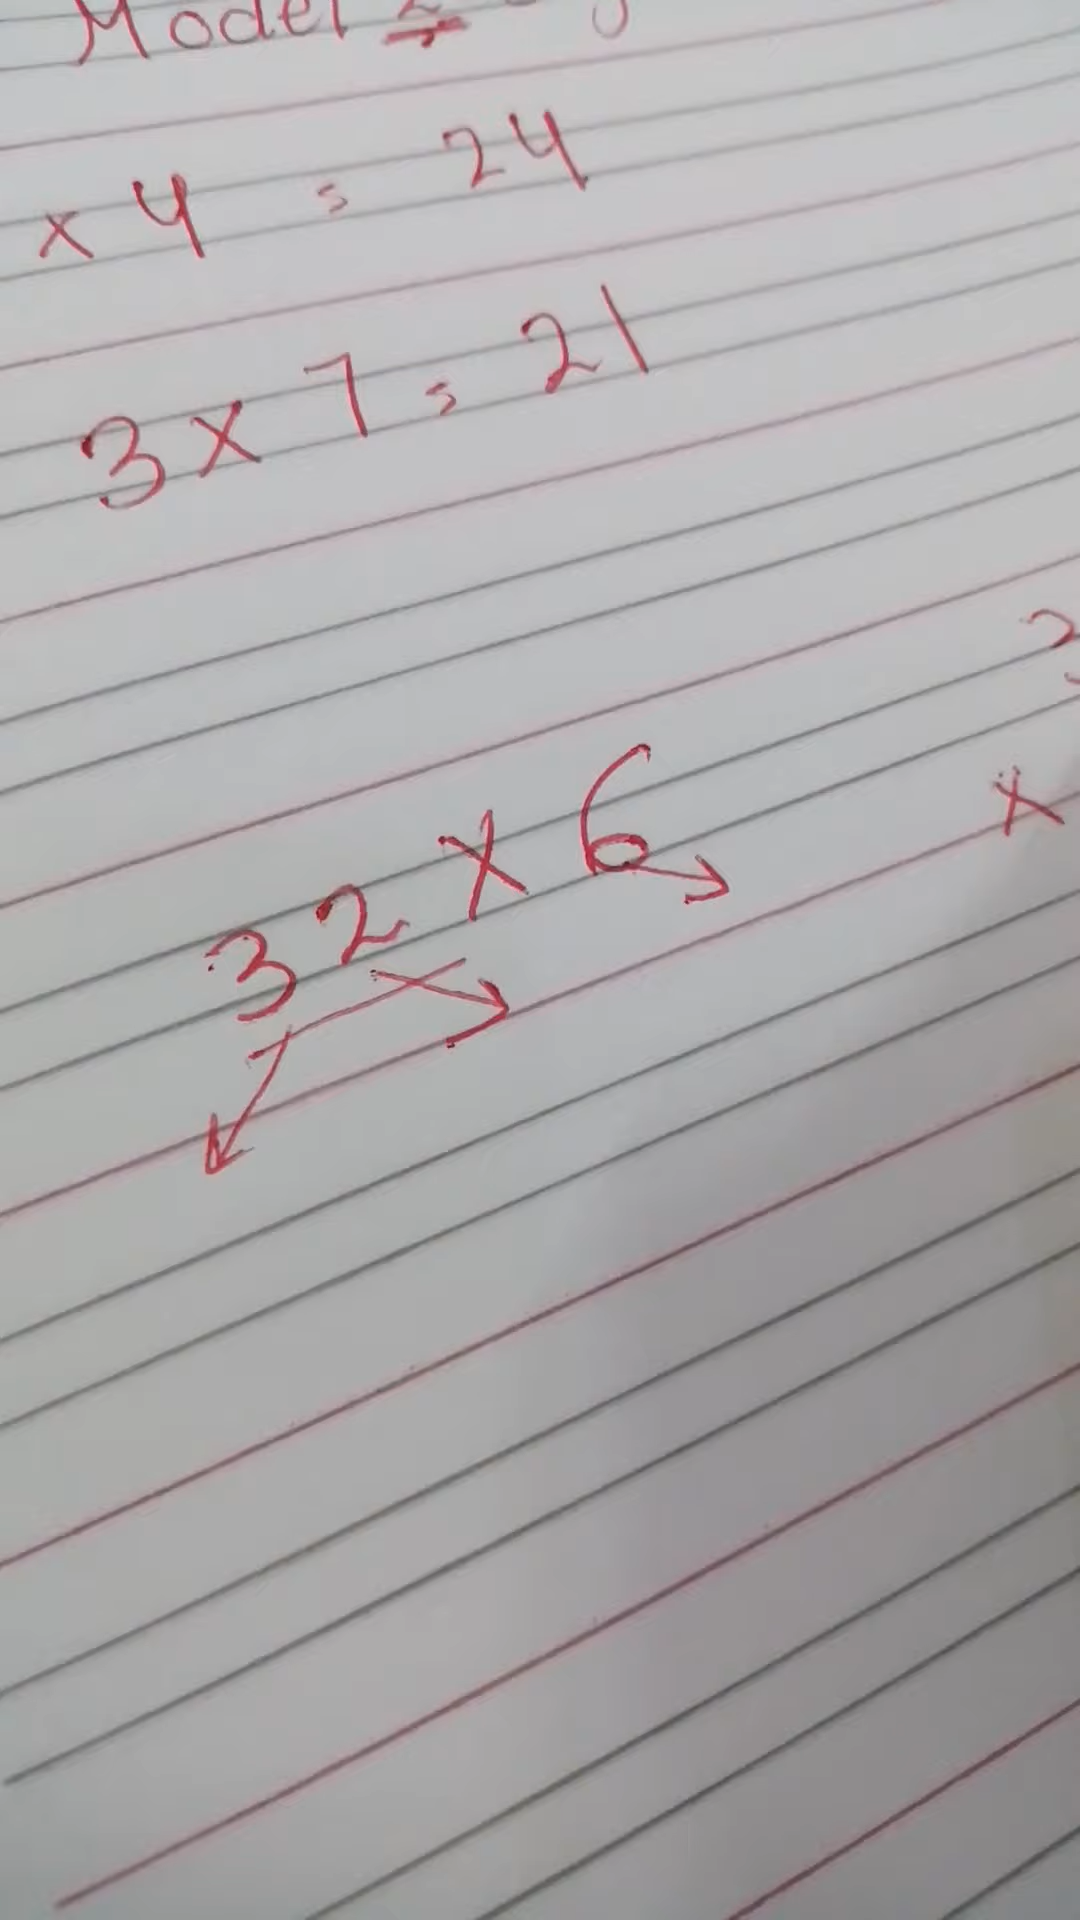 Model
x 4 = 24
3 x 7 = 21
32 x 6
x